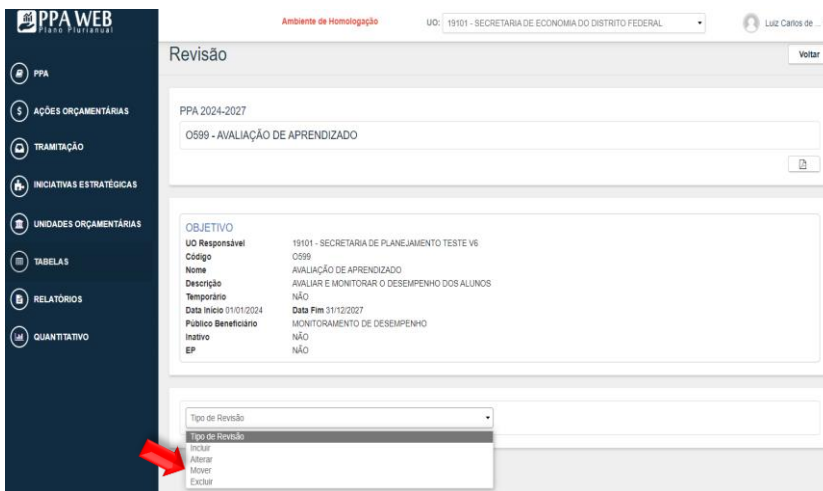 PPA WEB
Plano Plurianual
Ambiente de Homologação
UO: 19101 - SECRETARIA DE ECONOMIA DO DISTRITO FEDERAL
Luiz Carlos de ...
Revisão
Voltar
PPA
AÇÕES ORÇAMENTÁRIAS
TRAMITAÇÃO
INICIATIVAS ESTRATÉGICAS
UNIDADES ORÇAMENTÁRIAS
TABELAS
RELATÓRIOS
QUANTITATIVO
PPA 2024-2027
O599 - AVALIAÇÃO DE APRENDIZADO
OBJETIVO
UO Responsável 19101 - SECRETARIA DE PLANEJAMENTO TESTE V6
Código O599
Nome AVALIAÇÃO DE APRENDIZADO
Descrição AVALIAR E MONITORAR O DESEMPENHO DOS ALUNOS
Temporário NÃO
Data Início 01/01/2024 Data Fim 31/12/2027
Público Beneficiário MONITORAMENTO DE DESEMPENHO
Inativo NÃO
EP NÃO
Tipo de Revisão
Tipo de Revisão
Incluir
Alterar
Mover
Excluir